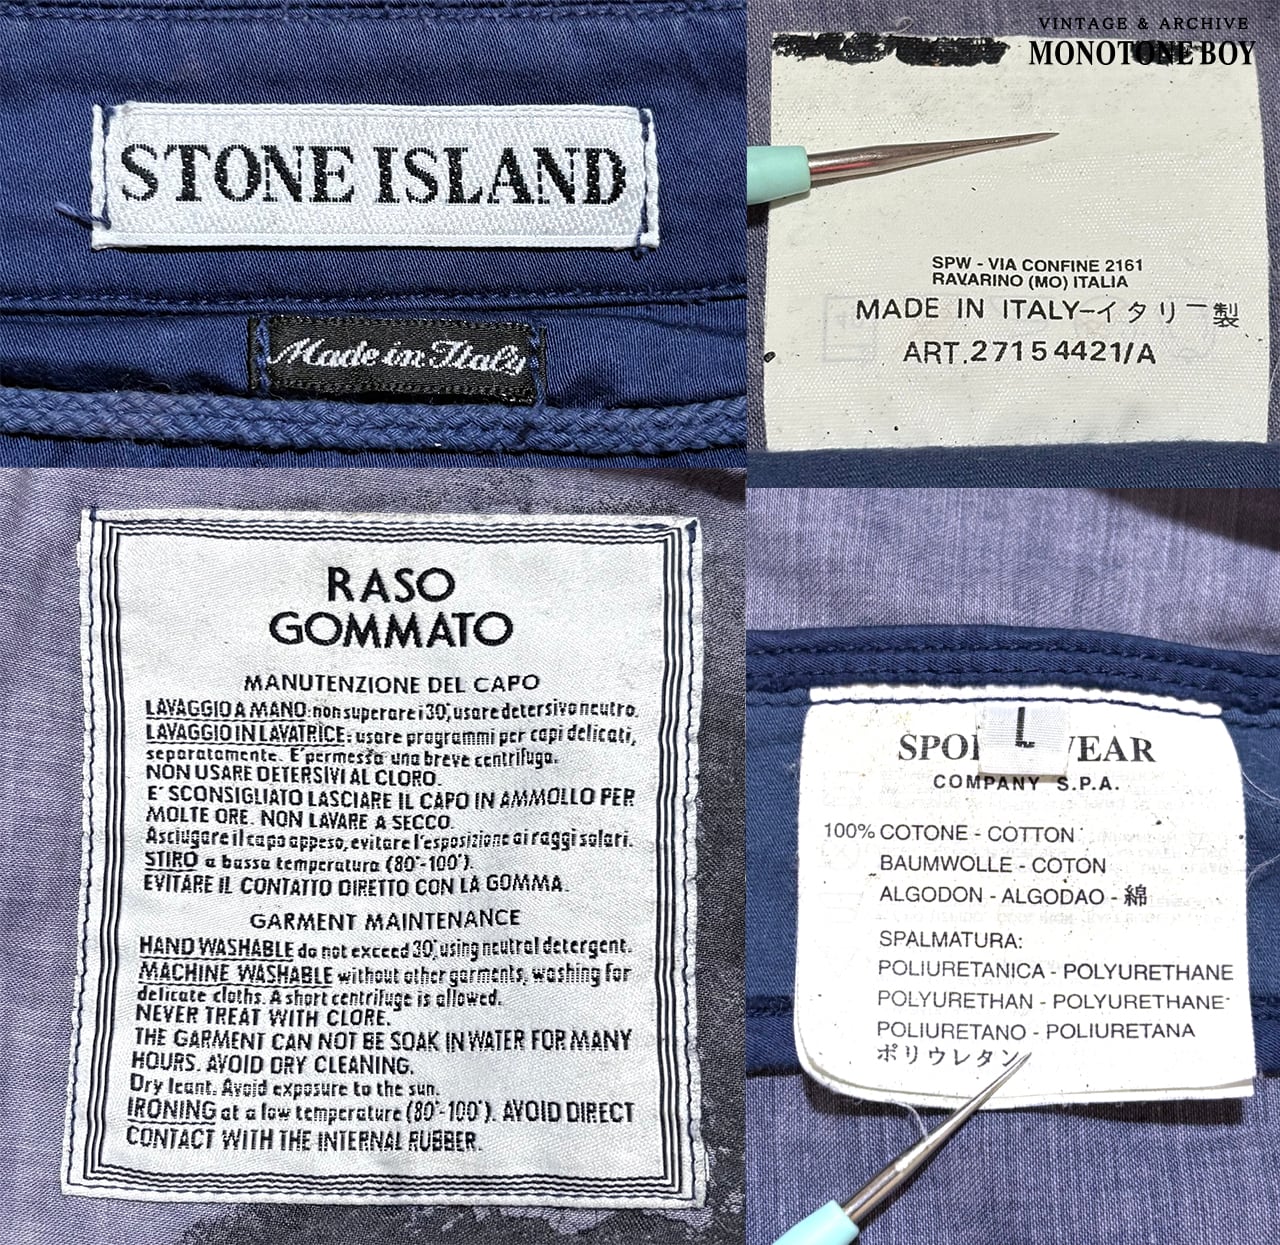 VINTAGE & ARCHIVE
MONOTONE BOY
STONE ISLAND
Made in Italy
SPW - VIA CONFINE 2161
RAVARINO (MO) ITALIA
MADE IN ITALY-イタリー製
ART.27154421/A
RASO
GOMMATO
MANUTENZIONE DEL CAPO
LAVAGGIO A MANO: non superare i 30°, usare detersivo neutro.
LAVAGGIO IN LAVATRICE: usare programmi per capi delicati,
separatamente. E' permessa una breve centrifuga.
NON USARE DETERSIVI AL CLORO.
E' SCONSIGLIATO LASCIARE IL CAPO IN AMMOLLO PER
MOLTE ORE. NON LAVARE A SECCO.
Asciugare il capo appeso, evitare l'esposizione ai raggi solari.
STIRO a bassa temperatura (80°-100°).
EVITARE IL CONTATTO DIRETTO CON LA GOMMA.
GARMENT MAINTENANCE
HAND WASHABLE do not exceed 30°, using neutral detergent.
MACHINE WASHABLE without other garments, washing for
delicate cloths. A short centrifuge is allowed.
NEVER TREAT WITH CLORE.
THE GARMENT CAN NOT BE SOAK IN WATER FOR MANY
HOURS. AVOID DRY CLEANING.
Dry leant. Avoid exposure to the sun.
IRONING at a low temperature (80°-100°). AVOID DIRECT
CONTACT WITH THE INTERNAL RUBBER.
L
COMPANY S.P.A.
100% COTONE - COTTON
BAUMWOLLE - COTON
ALGODON - ALGODAO - 綿
SPALMATURA:
POLIURETANICA - POLYURETHANE
POLYURETHAN - POLYURETHANE
POLIURETANO - POLIURETANA
ポリウレタン